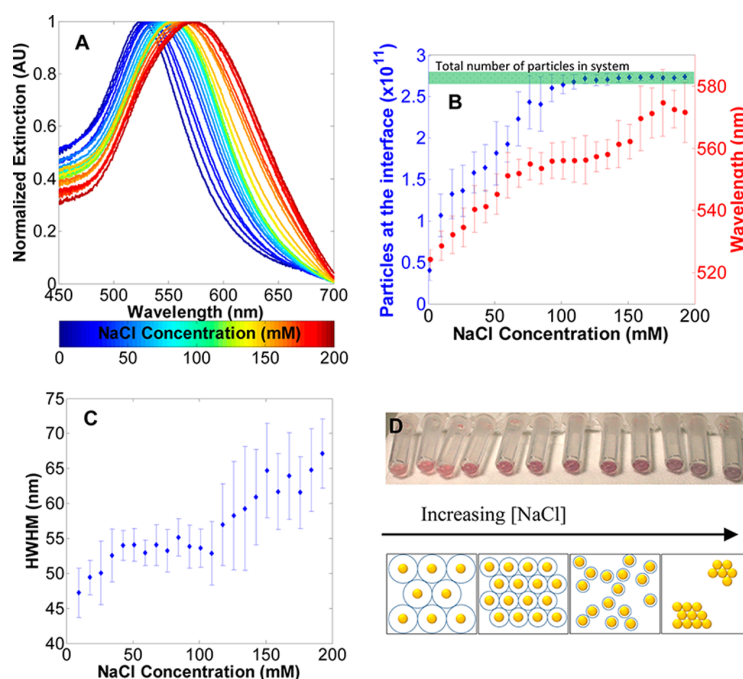 A
Normalized Extinction (AU)
1
0.8
0.6
0.4
0.2
0
450 500 550 600 650 700
Wavelength (nm)
NaCl Concentration (mM)
0 50 100 150 200
B
Total number of particles in system
Particles at the interface (x10^11)
3
2.5
2
1.5
1
0.5
0
580
560
540
520
Wavelength (nm)
0 50 100 150 200
NaCl Concentration (mM)
C
HWHM (nm)
75
70
65
60
55
50
45
40
0 50 100 150 200
NaCl Concentration (mM)
D
Increasing [NaCl]